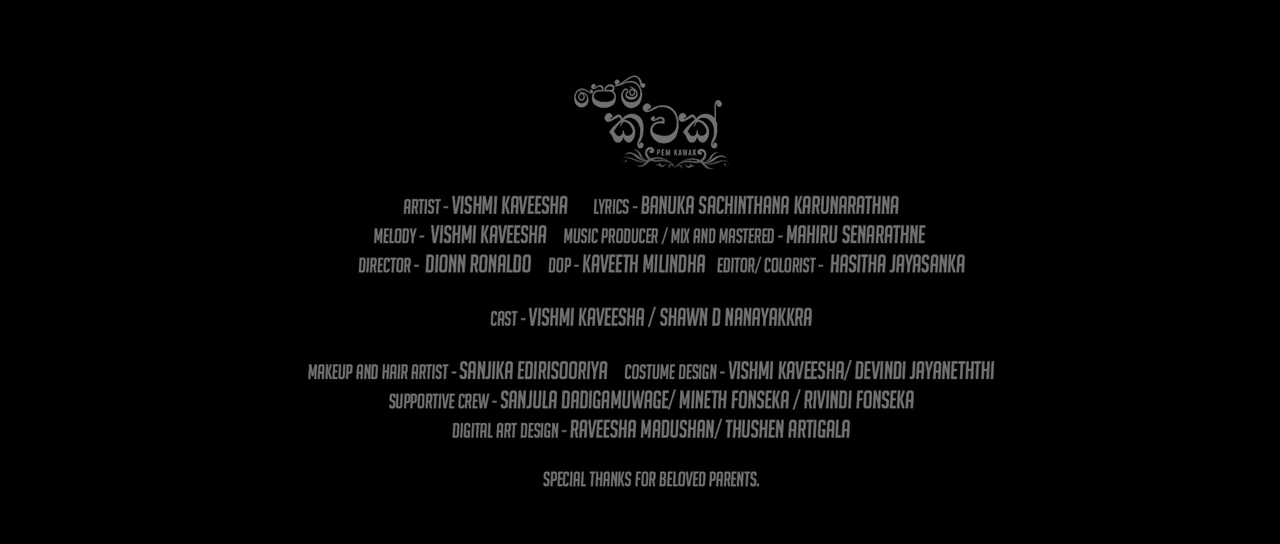 පෙම්
කවක්
PEM KAWAK
ARTIST - VISHMI KAVEESHA LYRICS - BANUKA SACHINTHANA KARUNARATHNA
MELODY - VISHMI KAVEESHA MUSIC PRODUCER / MIX AND MASTERED - MAHIRU SENARATHNE
DIRECTOR - DIONN RONALDO DOP - KAVEETH MILINDHA EDITOR/ COLORIST - HASITHA JAYASANKA
CAST - VISHMI KAVEESHA / SHAWN D NANAYAKKRA
MAKEUP AND HAIR ARTIST - SANJIKA EDIRISOORIYA COSTUME DESIGN - VISHMI KAVEESHA/ DEVINDI JAYANETHTHI
SUPPORTIVE CREW - SANJULA DADIGAMUWAGE/ MINETH FONSEKA / RIVINDI FONSEKA
DIGITAL ART DESIGN - RAVEESHA MADUSHAN/ THUSHEN ARTIGALA
SPECIAL THANKS FOR BELOVED PARENTS.